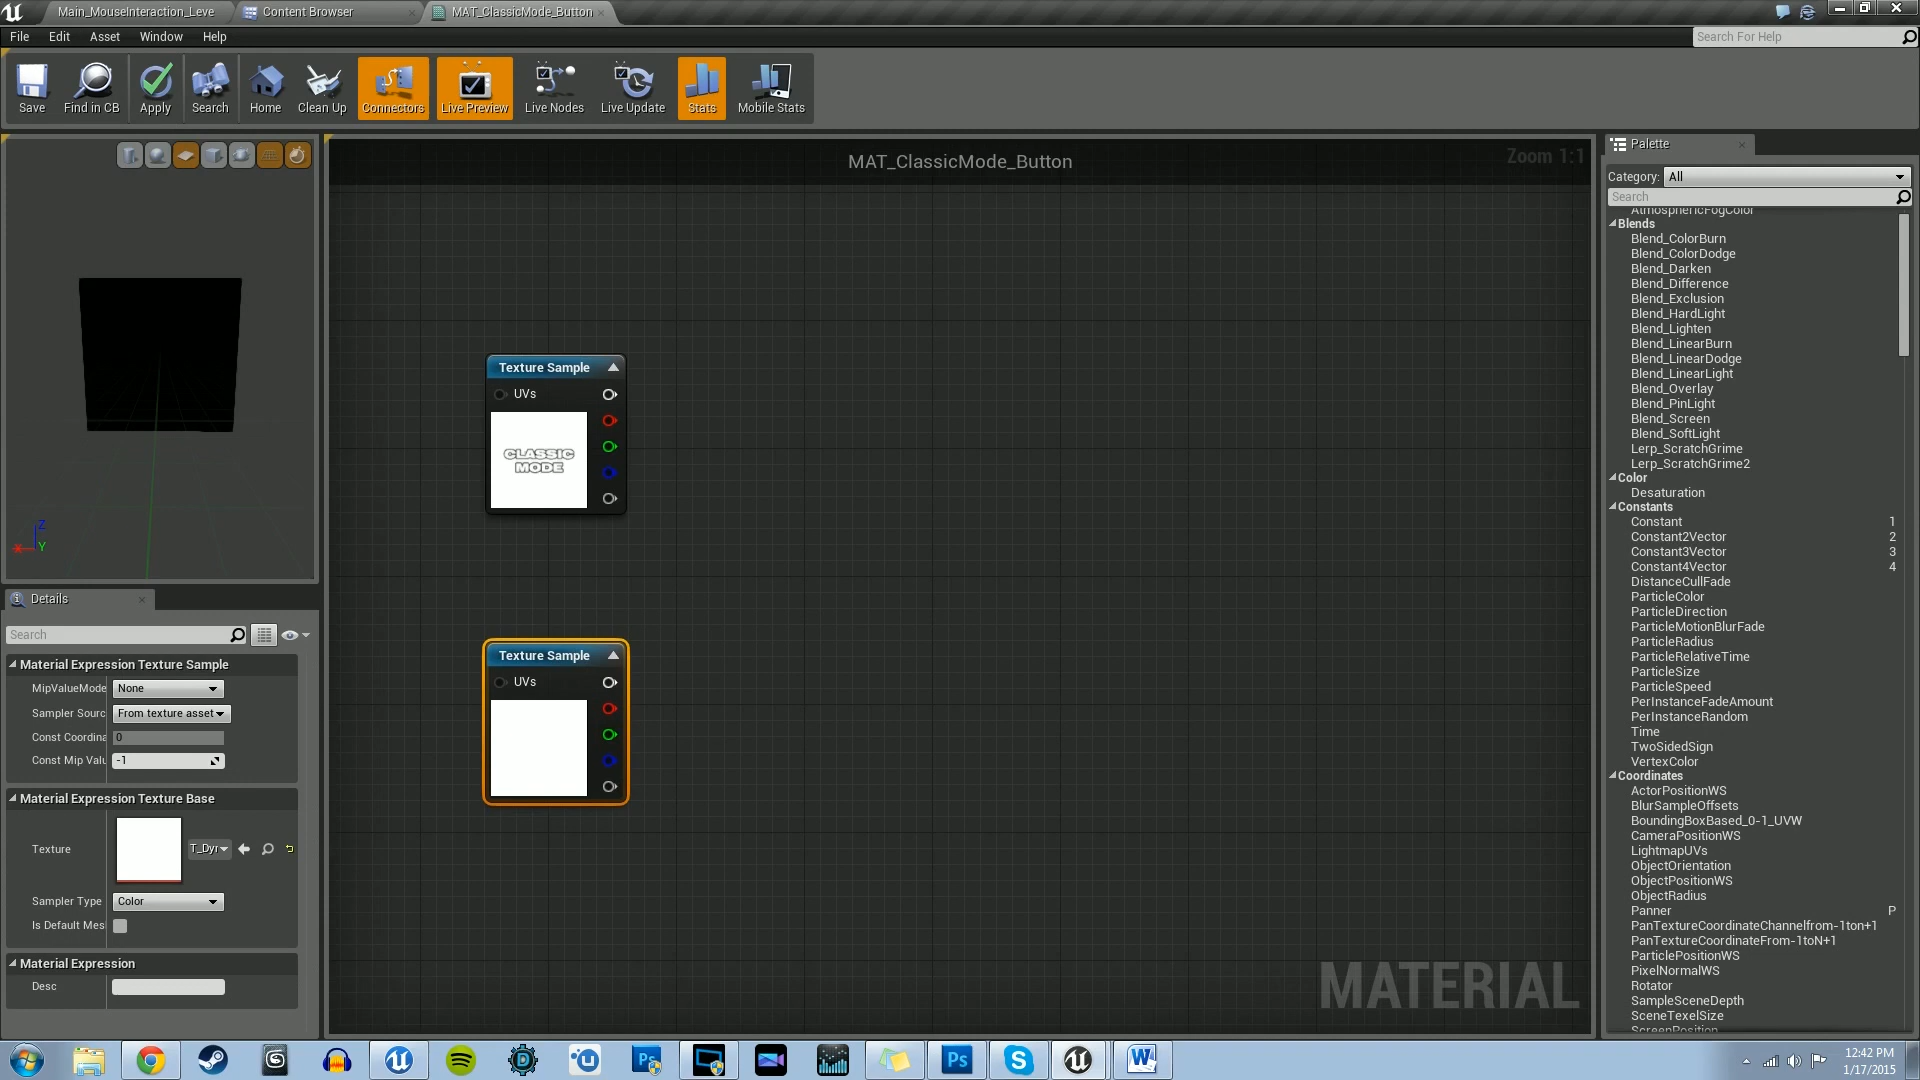 Main_MouseInteraction_Leve
Content Browser
MAT_ClassicMode_Button
File
Edit
Asset
Window
Help
Search For Help
Save
Find in CB
Apply
Search
Home
Clean Up
Connectors
Live Preview
Live Nodes
Live Update
Stats
Mobile Stats
MAT_ClassicMode_Button
Zoom 1:1
Z
X
Y
Texture Sample
UVs
CLASSIC
MODE
Texture Sample
UVs
MATERIAL
Details
Search
Material Expression Texture Sample
MipValueMode
None
Sampler Sourc
From texture asset
Const Coordina
0
Const Mip Valu
-1
Material Expression Texture Base
Texture
T_Dyr
Sampler Type
Color
Is Default Mes
Material Expression
Desc
Palette
Category:
All
Search
AtmosphericFogColor
Blends
Blend_ColorBurn
Blend_ColorDodge
Blend_Darken
Blend_Difference
Blend_Exclusion
Blend_HardLight
Blend_Lighten
Blend_LinearBurn
Blend_LinearDodge
Blend_LinearLight
Blend_Overlay
Blend_PinLight
Blend_Screen
Blend_SoftLight
Lerp_ScratchGrime
Lerp_ScratchGrime2
Color
Desaturation
Constants
Constant 1
Constant2Vector 2
Constant3Vector 3
Constant4Vector 4
DistanceCullFade
ParticleColor
ParticleDirection
ParticleMotionBlurFade
ParticleRadius
ParticleRelativeTime
ParticleSize
ParticleSpeed
PerInstanceFadeAmount
PerInstanceRandom
Time
TwoSidedSign
VertexColor
Coordinates
ActorPositionWS
BlurSampleOffsets
BoundingBoxBased_0-1_UVW
CameraPositionWS
LightmapUVs
ObjectOrientation
ObjectPositionWS
ObjectRadius
Panner P
PanTextureCoordinateChannelfrom-1ton+1
PanTextureCoordinateFrom-1toN+1
ParticlePositionWS
PixelNormalWS
Rotator
SampleSceneDepth
SceneTexelSize
ScreenPosition
12:42 PM
1/17/2015